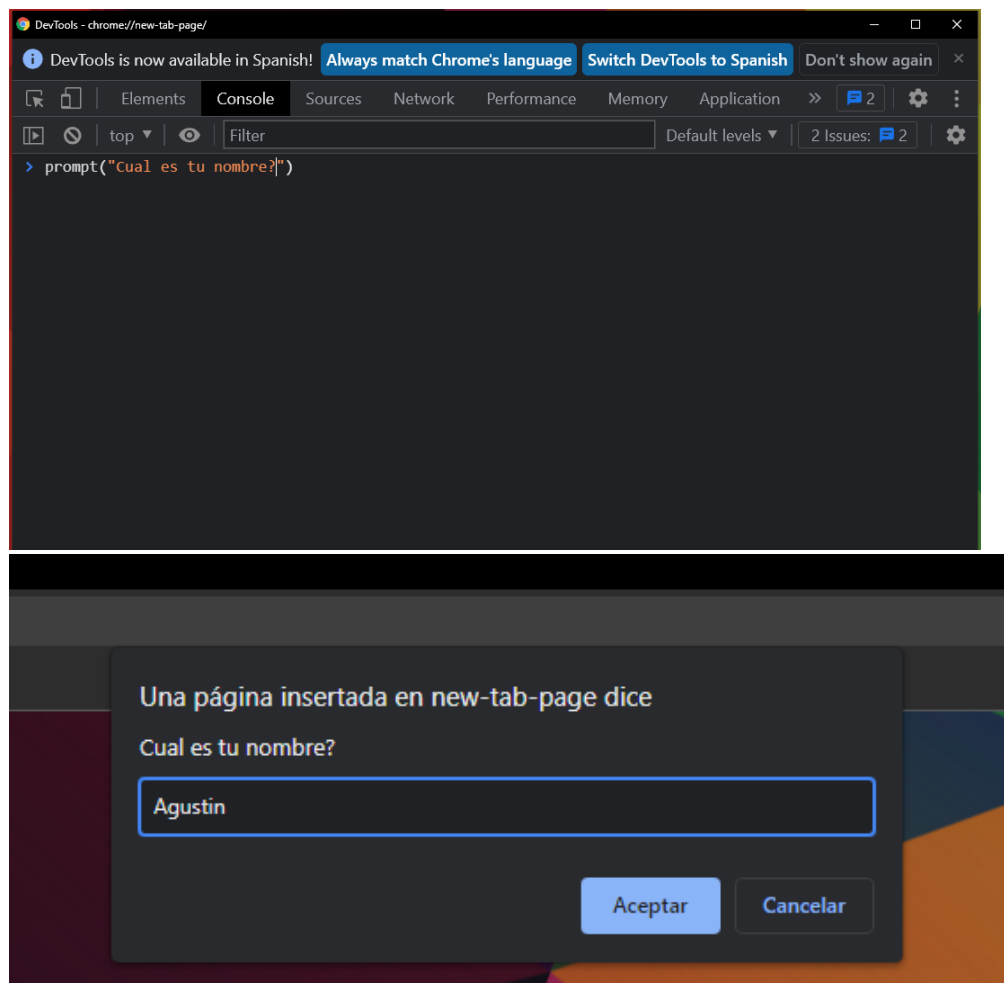 DevTools - chrome://new-tab-page/
DevTools is now available in Spanish! Always match Chrome's language Switch DevTools to Spanish Don't show again
Elements Console Sources Network Performance Memory Application » 2
top Filter Default levels 2 Issues: 2
> prompt("Cual es tu nombre?")
Una página insertada en new-tab-page dice
Cual es tu nombre?
Agustin
Aceptar Cancelar